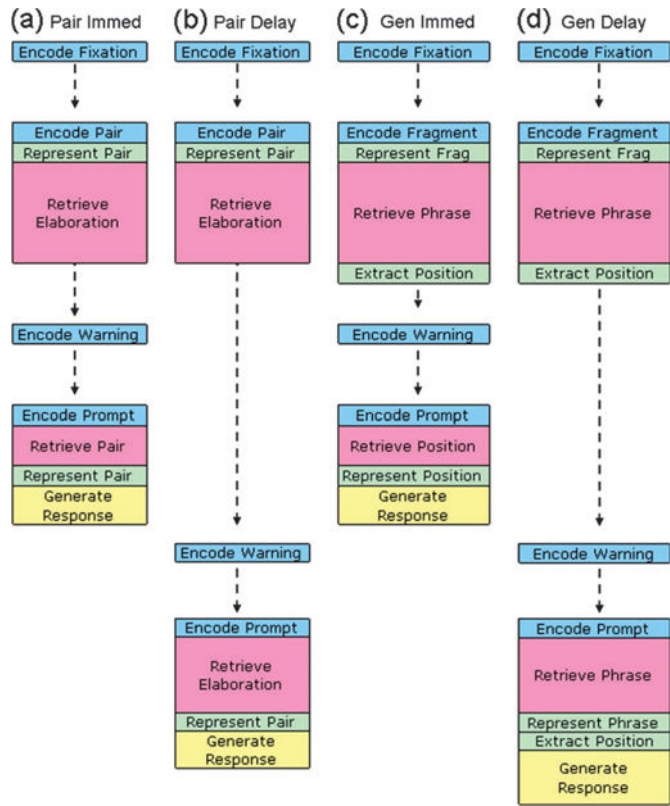 (a) Pair Immed
Encode Fixation
Encode Pair
Represent Pair
Retrieve
Elaboration
Encode Warning
Encode Prompt
Retrieve Pair
Represent Pair
Generate
Response
(b) Pair Delay
Encode Fixation
Encode Pair
Represent Pair
Retrieve
Elaboration
Encode Warning
Encode Prompt
Retrieve
Elaboration
Represent Pair
Generate
Response
(c) Gen Immed
Encode Fixation
Encode Fragment
Represent Frag
Retrieve Phrase
Extract Position
Encode Warning
Encode Prompt
Retrieve Position
Represent Position
Generate
Response
(d) Gen Delay
Encode Fixation
Encode Fragment
Represent Frag
Retrieve Phrase
Extract Position
Encode Warning
Encode Prompt
Retrieve Phrase
Represent Phrase
Extract Position
Generate
Response